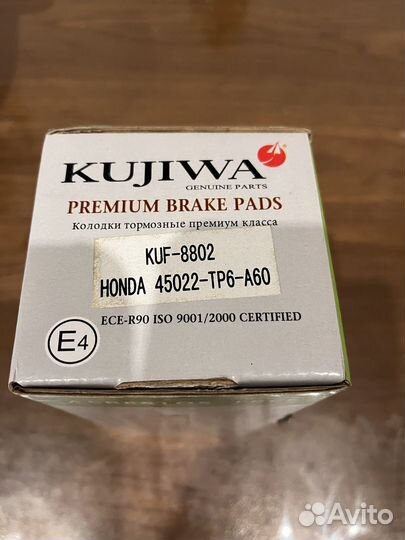 KUJIWA
GENUINE PARTS
PREMIUM BRAKE PADS
Колодки тормозные премиум класса
KUF-8802
HONDA 45022-TP6-A60
ECE-R90 ISO 9001/2000 CERTIFIED
E4
Avito